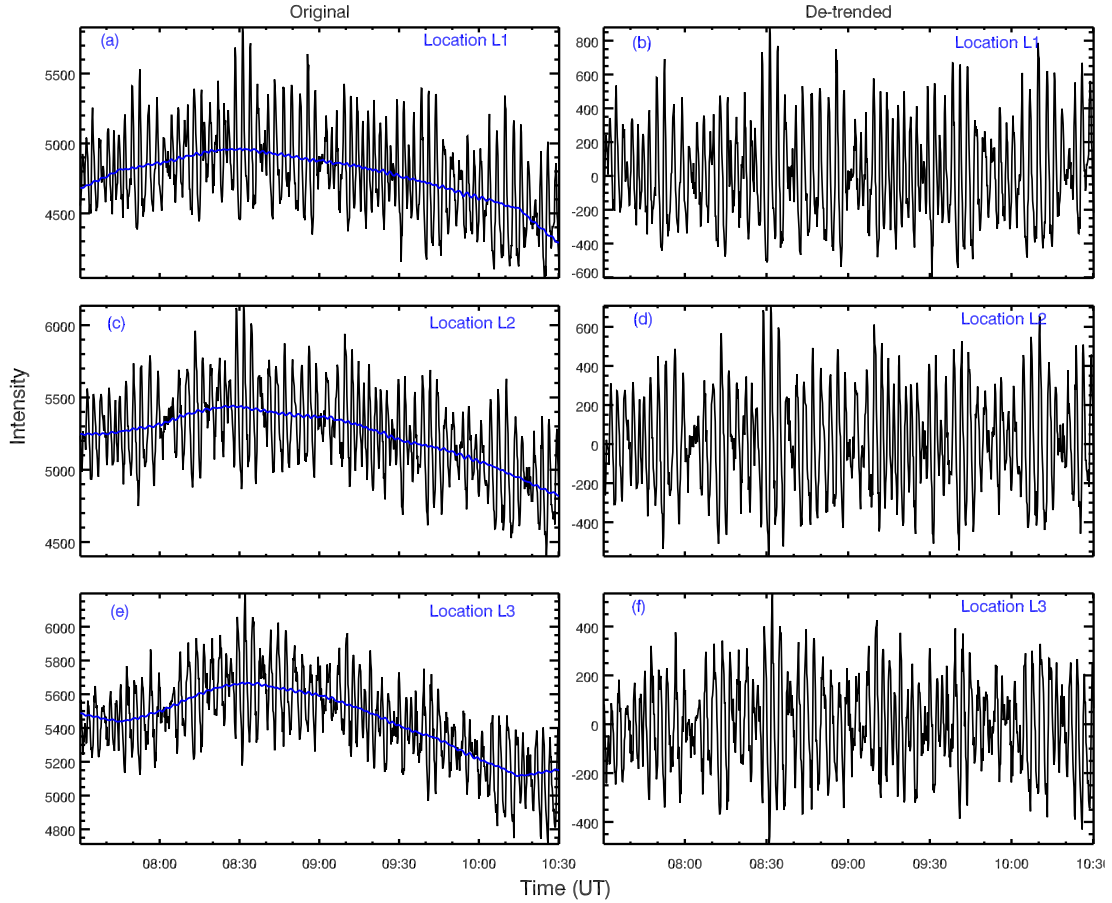 Original
De-trended
(a)
Location L1
5500
5000
4500
(b)
Location L1
800
600
400
200
0
-200
-400
-600
(c)
Location L2
6000
5500
5000
4500
(d)
Location L2
600
400
200
0
-200
-400
Intensity
(e)
Location L3
6000
5800
5600
5400
5200
5000
4800
(f)
Location L3
400
200
0
-200
-400
08:00 08:30 09:00 09:30 10:00 10:30
08:00 08:30 09:00 09:30 10:00 10:30
Time (UT)